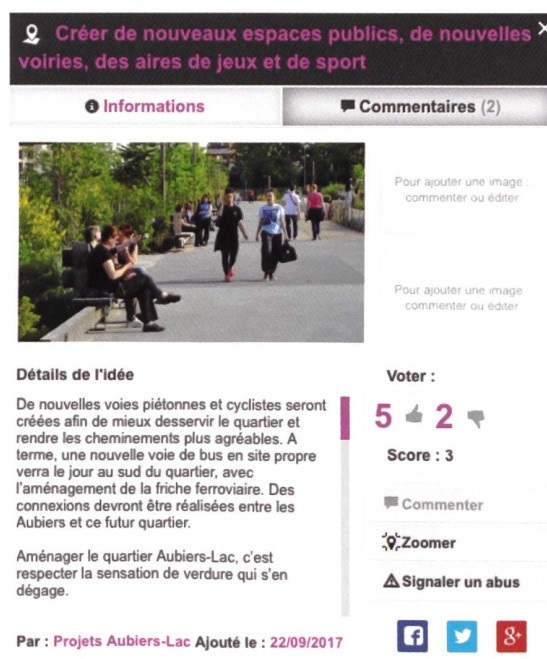 Créer de nouveaux espaces publics, de nouvelles
voiries, des aires de jeux et de sport
Informations
Commentaires (2)
Pour ajouter une image :
commenter ou éditer
Pour ajouter une image :
commenter ou éditer
Détails de l'idée
De nouvelles voies piétonnes et cyclistes seront
créées afin de mieux desservir le quartier et
rendre les cheminements plus agréables. A
terme, une nouvelle voie de bus en site propre
verra le jour au sud du quartier, avec
l'aménagement de la friche ferroviaire. Des
connexions devront être réalisées entre les
Aubiers et ce futur quartier.
Aménager le quartier Aubiers-Lac, c'est
respecter la sensation de verdure qui s'en
dégage.
Par : Projets Aubiers-Lac Ajouté le : 22/09/2017
Voter :
5 2
Score : 3
Commenter
Zoomer
Signaler un abus
f
8+